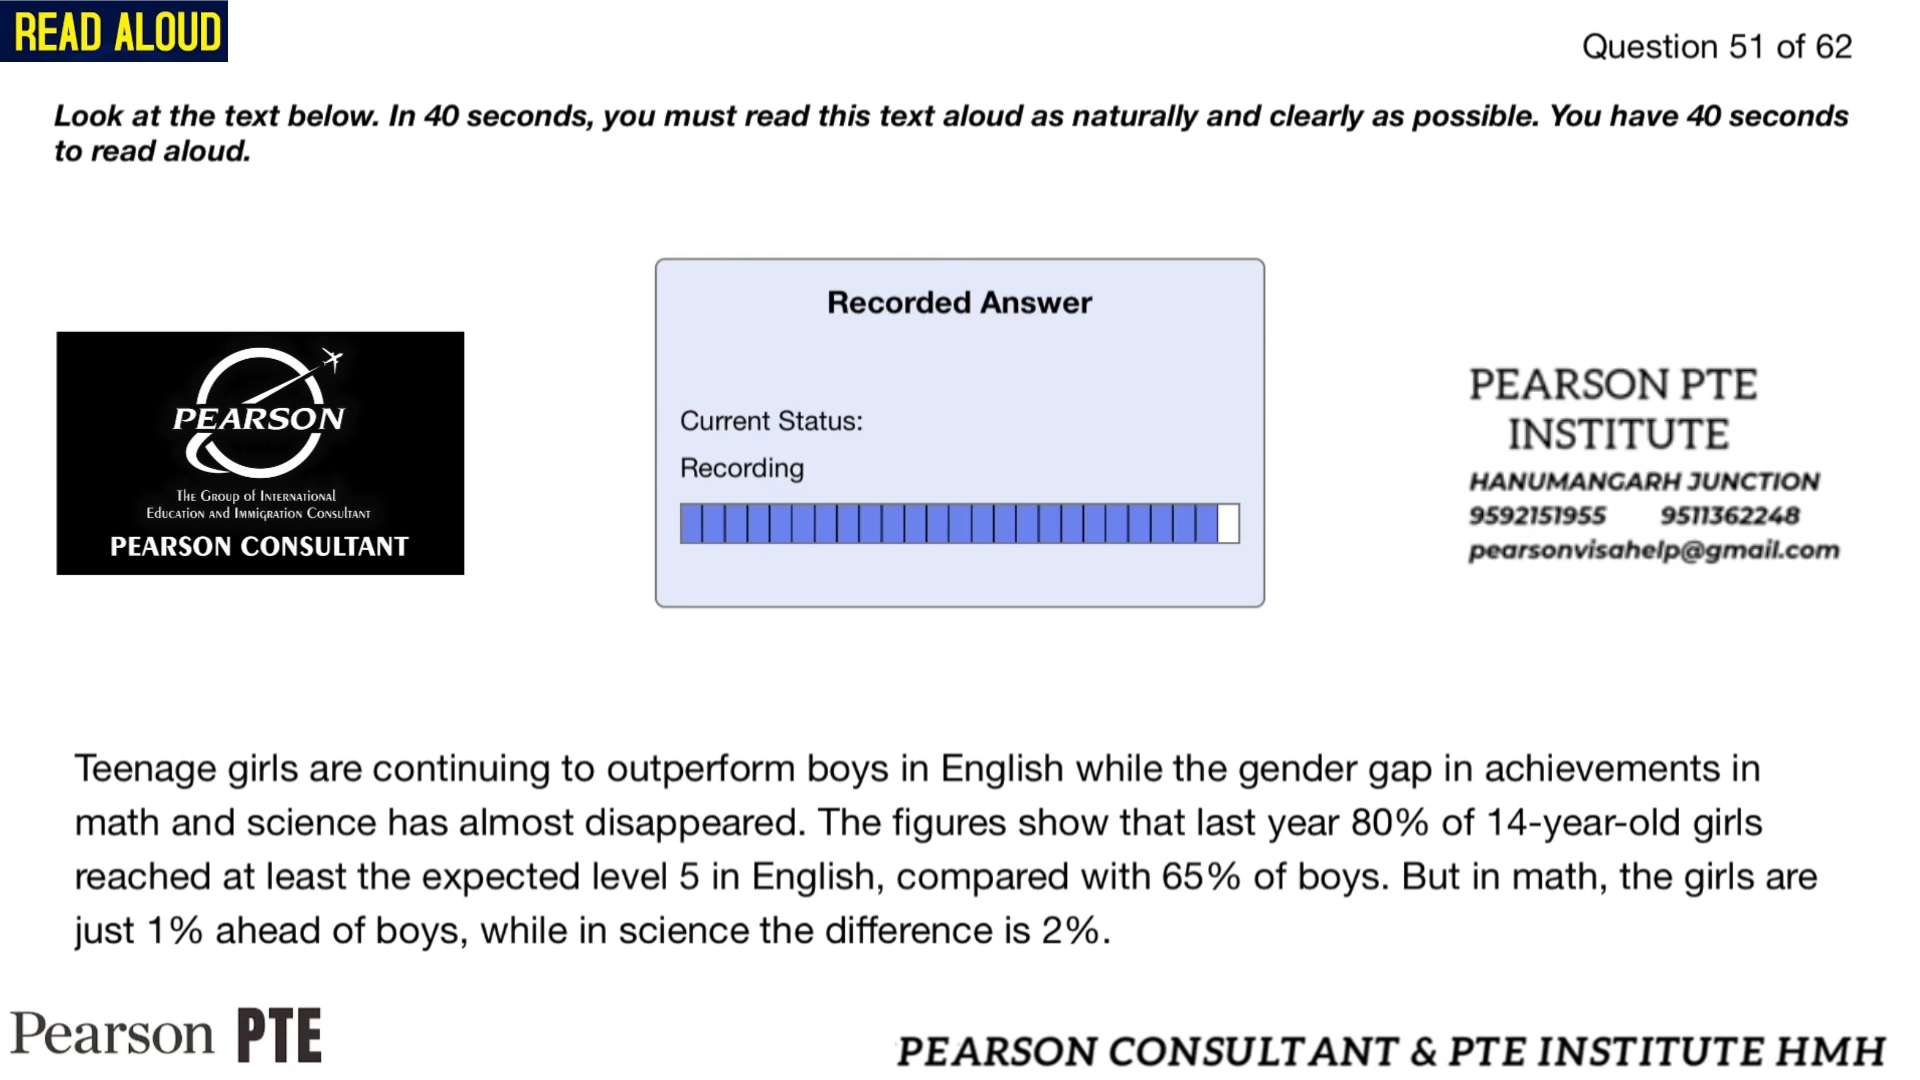 READ ALOUD
Question 51 of 62
Look at the text below. In 40 seconds, you must read this text aloud as naturally and clearly as possible. You have 40 seconds
to read aloud.
Recorded Answer
Current Status:
Recording
PEARSON
The Group of International
Education and Immigration Consultant
PEARSON CONSULTANT
PEARSON PTE
INSTITUTE
HANUMANGARH JUNCTION
9592151955 9511362248
pearsonvisahelp@gmail.com
Teenage girls are continuing to outperform boys in English while the gender gap in achievements in
math and science has almost disappeared. The figures show that last year 80% of 14-year-old girls
reached at least the expected level 5 in English, compared with 65% of boys. But in math, the girls are
just 1% ahead of boys, while in science the difference is 2%.
Pearson PTE
PEARSON CONSULTANT & PTE INSTITUTE HMH